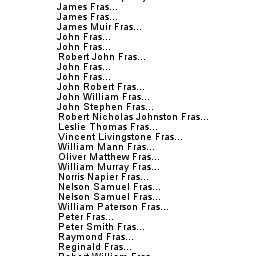 James Fras...
James Fras...
James Muir Fras...
John Fras...
John Fras...
Robert John Fras...
John Fras...
John Fras...
John Robert Fras...
John William Fras...
John Stephen Fras...
Robert Nicholas Johnston Fras...
Leslie Thomas Fras...
Vincent Livingstone Fras...
William Mann Fras...
Oliver Matthew Fras...
William Murray Fras...
Norris Napier Fras...
Nelson Samuel Fras...
Nelson Samuel Fras...
William Paterson Fras...
Peter Fras...
Peter Smith Fras...
Raymond Fras...
Reginald Fras...
Robert William Fras...